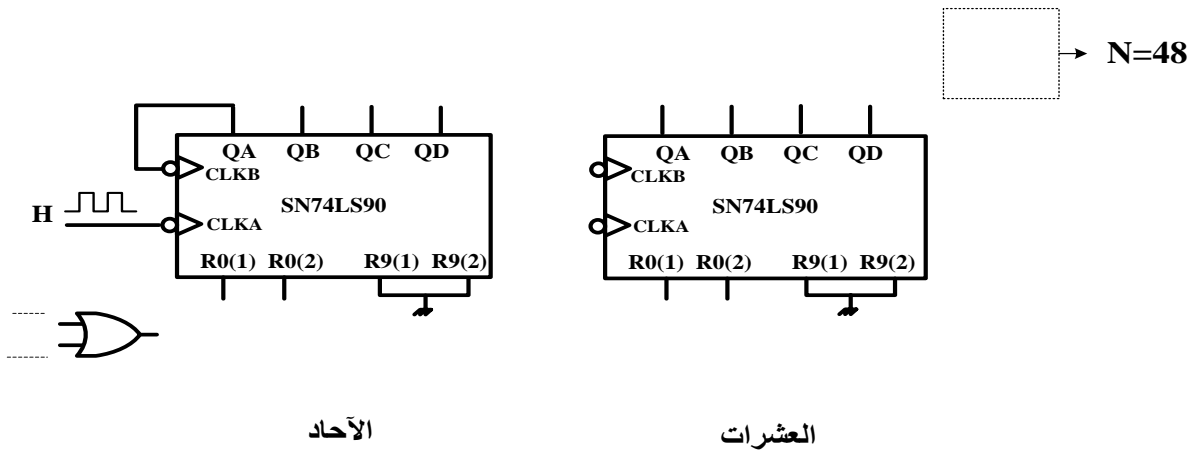 N=48
QA QB QC QD
CLKB
SN74LS90
H
CLKA
R0(1) R0(2) R9(1) R9(2)
QA QB QC QD
CLKB
SN74LS90
CLKA
R0(1) R0(2) R9(1) R9(2)
الآحاد
العشرات